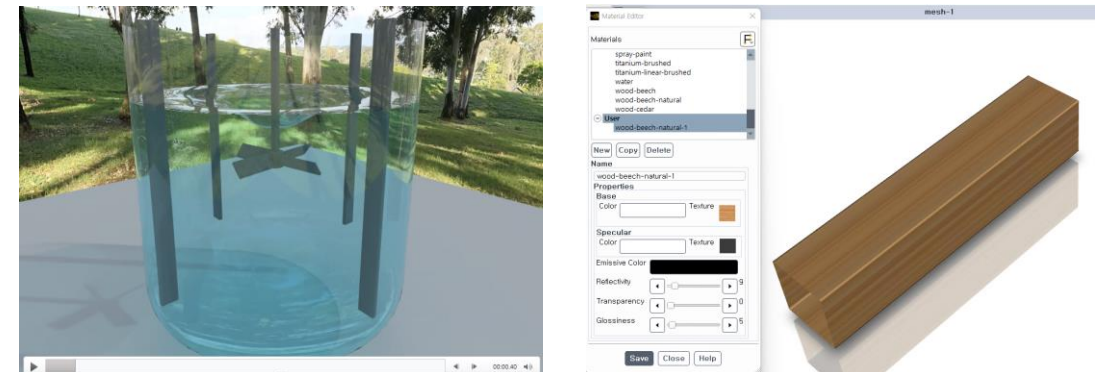 00:00.40
Material Editor
mesh-1
Materials
spray-paint
titanium-brushed
titanium-linear-brushed
water
wood-beech
wood-beech-natural
wood-cedar
User
wood-beech-natural-1
New Copy Delete
Name
wood-beech-natural-1
Properties
Base
Color Texture
Specular
Color Texture
Emissive Color
Reflectivity 9
Transparency 0
Glossiness 5
Save Close Help